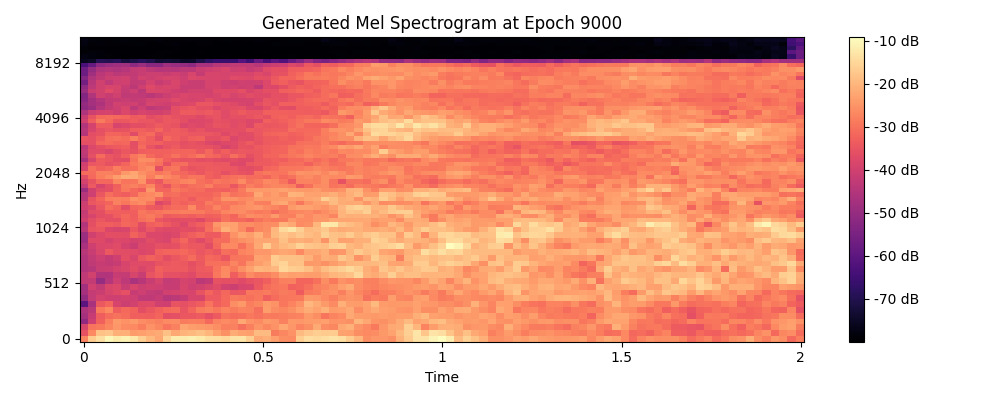 Generated Mel Spectrogram at Epoch 9000
Hz
8192
4096
2048
1024
512
0
0 0.5 1 1.5 2
Time
-10 dB
-20 dB
-30 dB
-40 dB
-50 dB
-60 dB
-70 dB